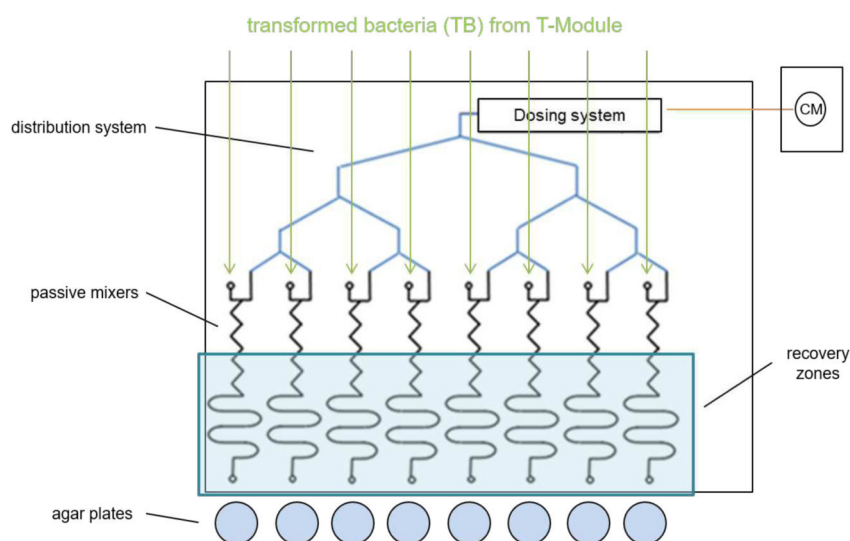 transformed bacteria (TB) from T-Module
Dosing system
CM
distribution system
passive mixers
recovery
zones
agar plates